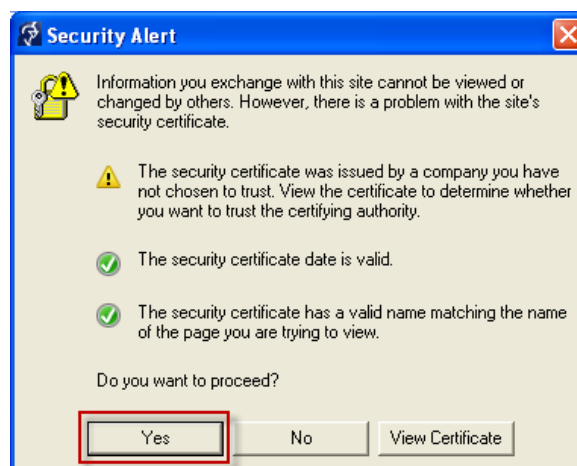 Security Alert
Information you exchange with this site cannot be viewed or
changed by others. However, there is a problem with the site's
security certificate.
The security certificate was issued by a company you have
not chosen to trust. View the certificate to determine whether
you want to trust the certifying authority.
The security certificate date is valid.
The security certificate has a valid name matching the name
of the page you are trying to view.
Do you want to proceed?
Yes No View Certificate